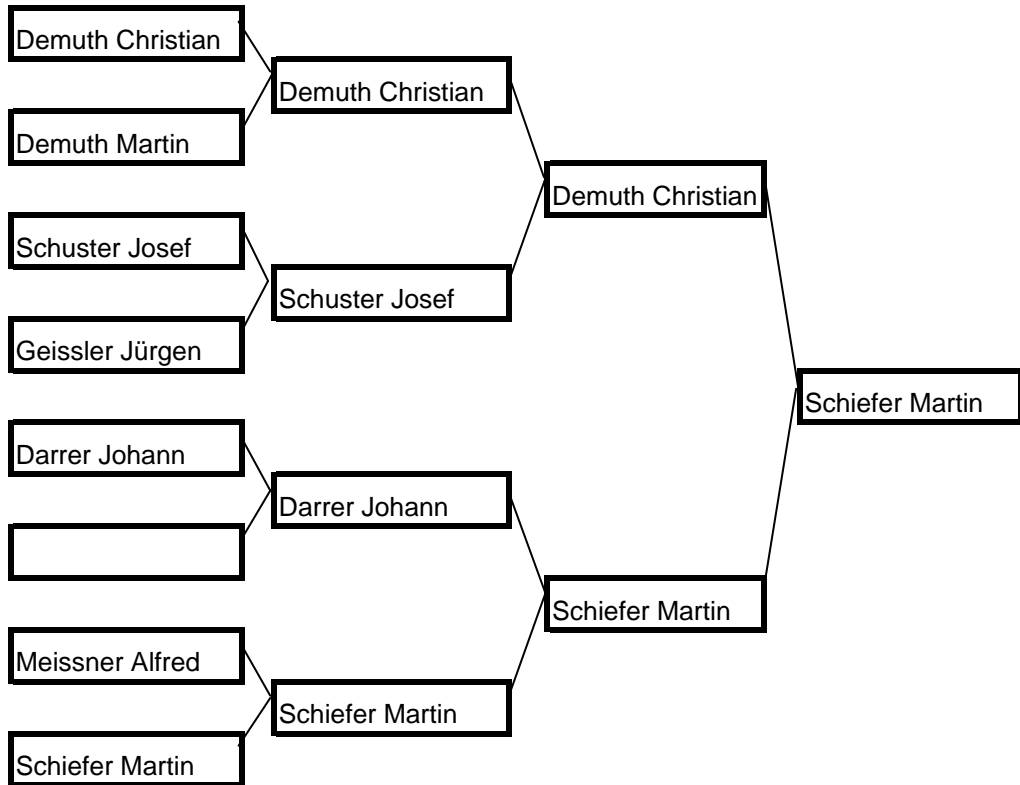 Demuth Christian
Demuth Christian
Demuth Martin
Demuth Christian
Schuster Josef
Schuster Josef
Geissler Jürgen
Schiefer Martin
Darrer Johann
Darrer Johann
Schiefer Martin
Meissner Alfred
Schiefer Martin
Schiefer Martin